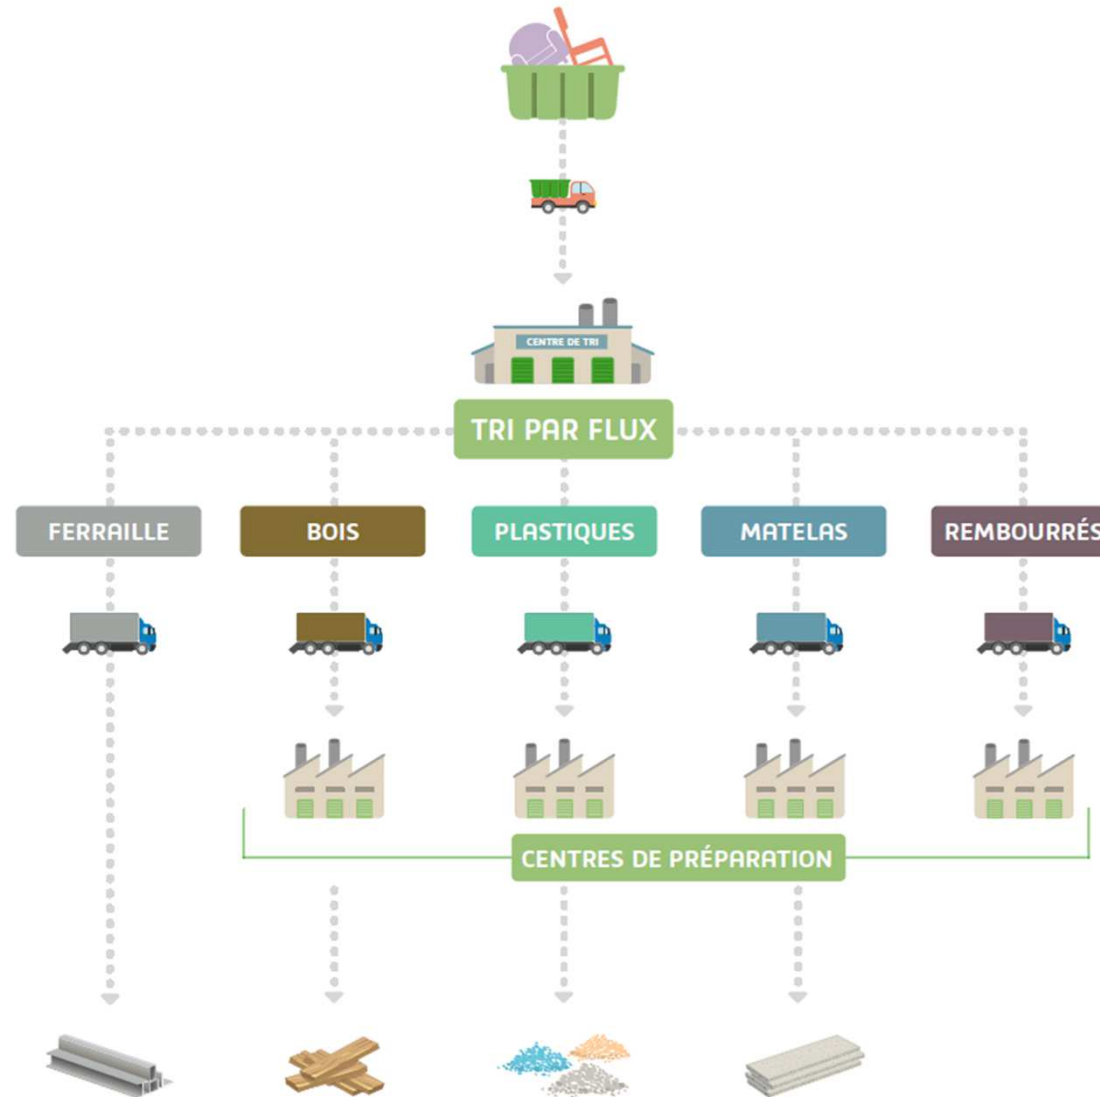 CENTRE DE TRI
TRI PAR FLUX
FERRAILLE
BOIS
PLASTIQUES
MATELAS
REMBOURRÉS
CENTRES DE PRÉPARATION